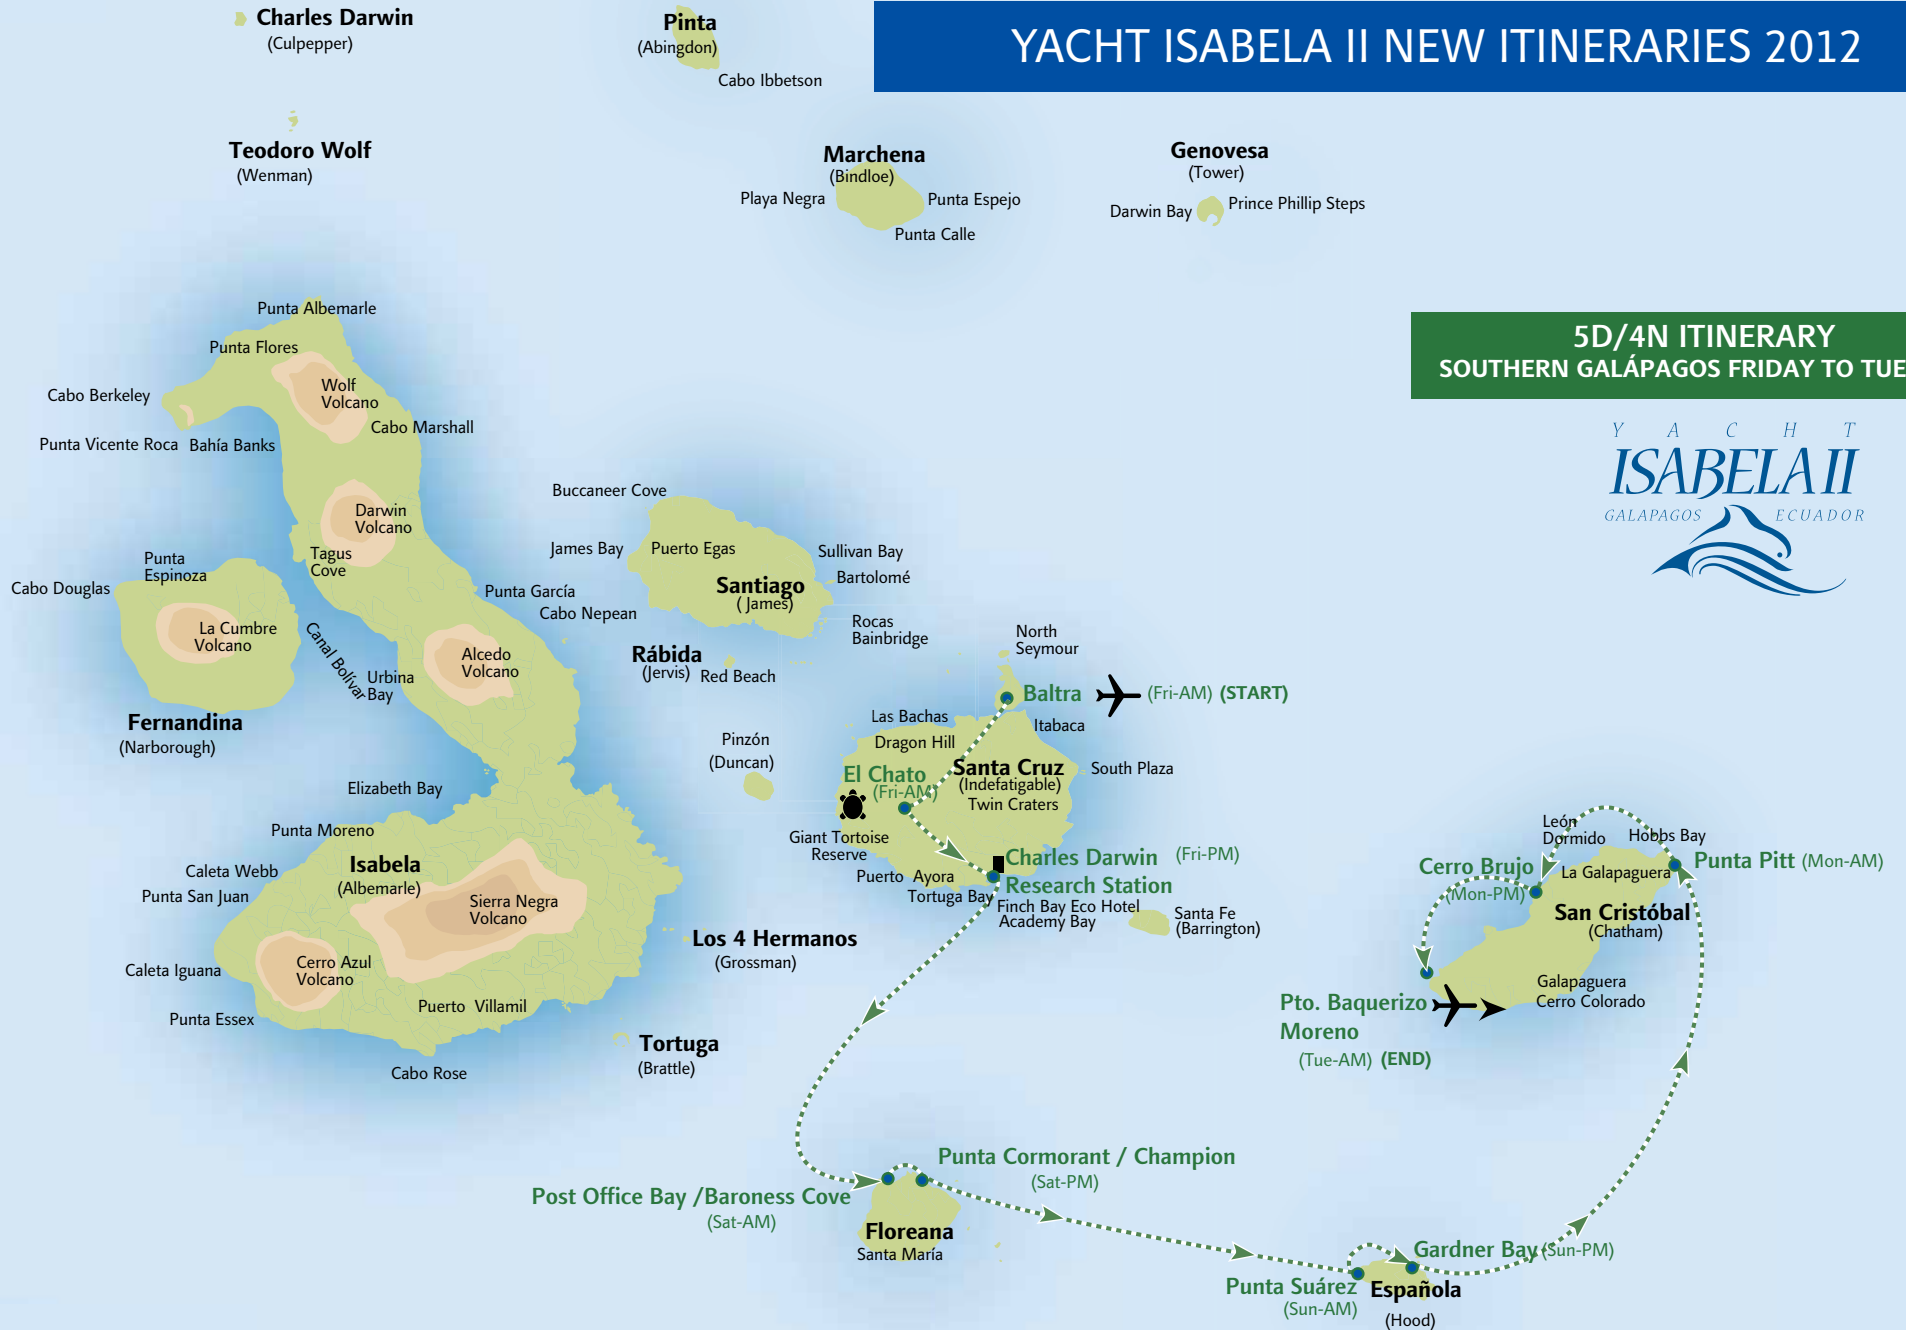 Charles Darwin
(Culpepper)
Pinta
(Abingdon)
Cabo Ibbetson
YACHT ISABELA II NEW ITINERARIES 2012
Teodoro Wolf
(Wenman)
Marchena
(Bindloe)
Playa Negra
Punta Espejo
Punta Calle
Genovesa
(Tower)
Darwin Bay
Prince Phillip Steps
5D/4N ITINERARY
SOUTHERN GALÁPAGOS FRIDAY TO TUE
YACHT
ISABELA II
GALAPAGOS ECUADOR
Punta Albemarle
Punta Flores
Wolf
Volcano
Cabo Berkeley
Cabo Marshall
Punta Vicente Roca
Bahía Banks
Darwin
Volcano
Tagus
Cove
Punta
Espinoza
Cabo Douglas
La Cumbre
Volcano
Canal Bolívar
Urbina
Bay
Alcedo
Volcano
Punta García
Cabo Nepean
Fernandina
(Narborough)
Buccaneer Cove
James Bay
Puerto Egas
Sullivan Bay
Bartolomé
Santiago
( James)
Rocas
Bainbridge
Rábida
(Jervis)
Red Beach
North
Seymour
Baltra
(Fri-AM) (START)
Las Bachas
Itabaca
Dragon Hill
Pinzón
(Duncan)
El Chato
(Fri-AM)
Santa Cruz
(Indefatigable)
Twin Craters
South Plaza
Giant Tortoise
Reserve
Charles Darwin
Research Station
(Fri-PM)
Puerto Ayora
Tortuga Bay
Finch Bay Eco Hotel
Academy Bay
Santa Fe
(Barrington)
Elizabeth Bay
Punta Moreno
Isabela
(Albemarle)
Caleta Webb
Punta San Juan
Sierra Negra
Volcano
Los 4 Hermanos
(Grossman)
Caleta Iguana
Cerro Azul
Volcano
Punta Essex
Puerto Villamil
Tortuga
(Brattle)
Cabo Rose
León
Dormido
Hobbs Bay
Cerro Brujo
(Mon-PM)
La Galapaguera
Punta Pitt (Mon-AM)
San Cristóbal
(Chatham)
Galapaguera
Cerro Colorado
Pto. Baquerizo
Moreno
(Tue-AM) (END)
Punta Cormorant / Champion
(Sat-PM)
Post Office Bay /Baroness Cove
(Sat-AM)
Floreana
Santa María
Gardner Bay (Sun-PM)
Punta Suárez
(Sun-AM)
Española
(Hood)